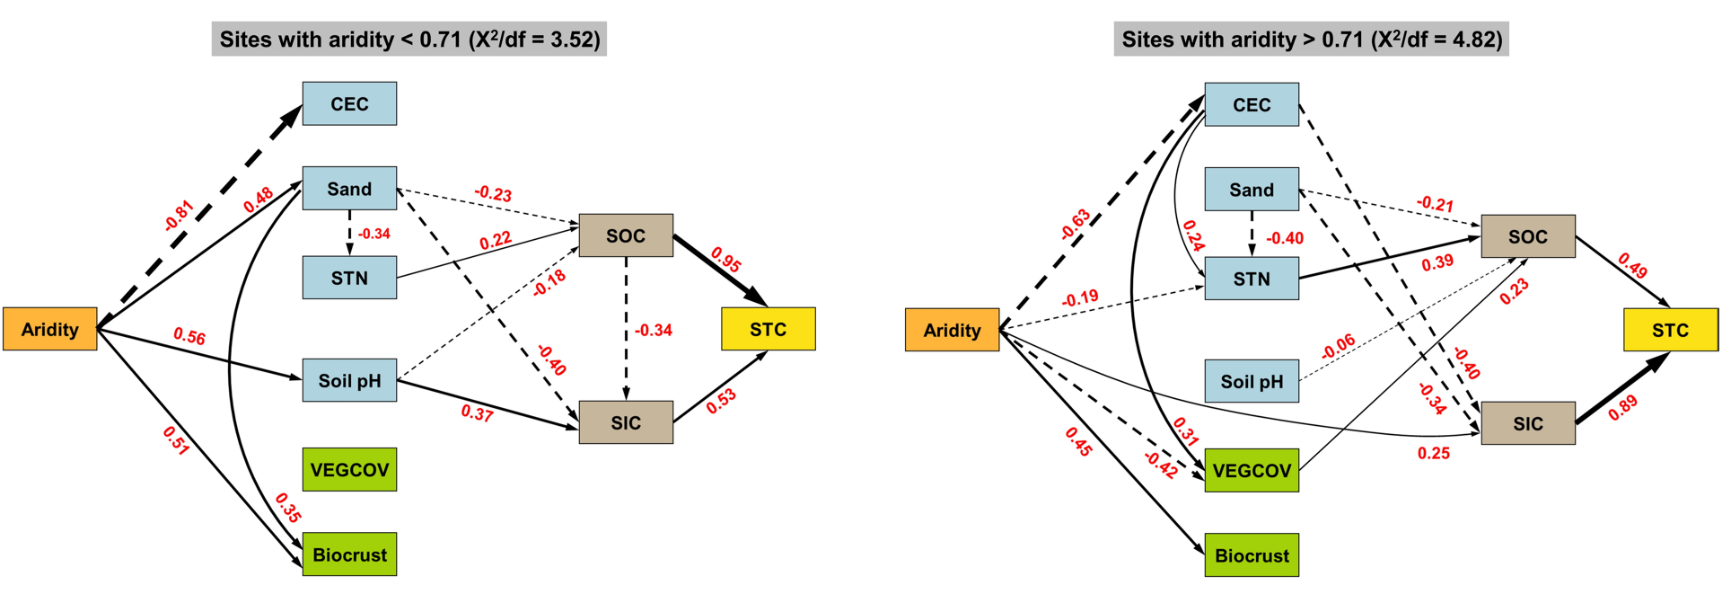 Sites with aridity < 0.71 (X²/df = 3.52)
CEC
-0.81
0.48
Sand
-0.23
-0.34
0.22
SOC
STN
-0.18
0.95
Aridity
0.56
-0.34
STC
-0.40
Soil pH
0.37
0.53
SIC
0.51
VEGCOV
0.35
Biocrust
Sites with aridity > 0.71 (X²/df = 4.82)
CEC
-0.63
Sand
-0.21
0.24
-0.40
SOC
0.39
0.49
STN
-0.19
0.23
Aridity
-0.06
STC
-0.40
Soil pH
-0.34
0.89
SIC
0.31
0.45
-0.42
0.25
VEGCOV
Biocrust